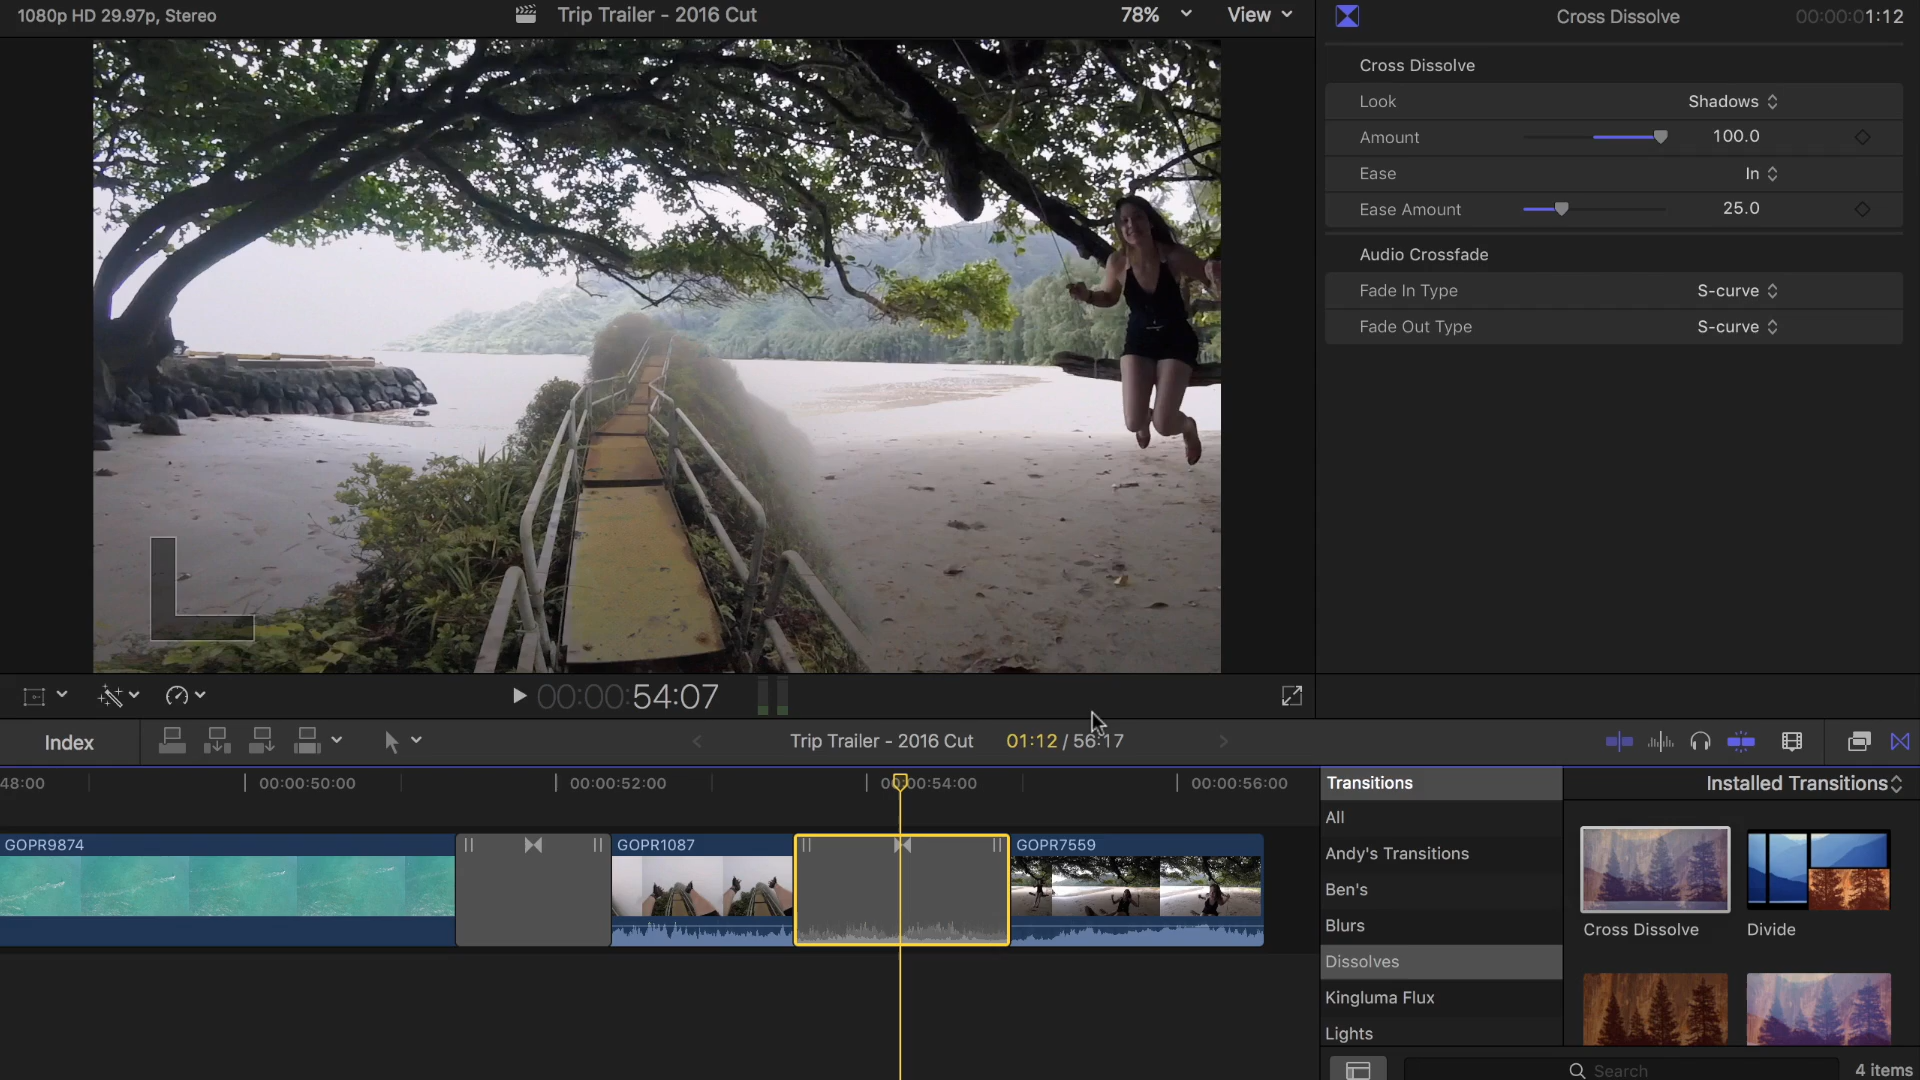 1080p HD 29.97p, Stereo
Trip Trailer - 2016 Cut
78%
View
Cross Dissolve
00:00:01:12
Cross Dissolve
Look
Shadows
Amount
100.0
Ease
In
Ease Amount
25.0
Audio Crossfade
Fade In Type
S-curve
Fade Out Type
S-curve
00:00:54:07
Index
Trip Trailer - 2016 Cut
01:12 / 56:17
48:00
00:00:50:00
00:00:52:00
00:00:54:00
00:00:56:00
GOPR9874
GOPR1087
GOPR7559
Transitions
Installed Transitions
All
Andy's Transitions
Ben's
Blurs
Dissolves
Kingluma Flux
Lights
Cross Dissolve
Divide
Search
4 items